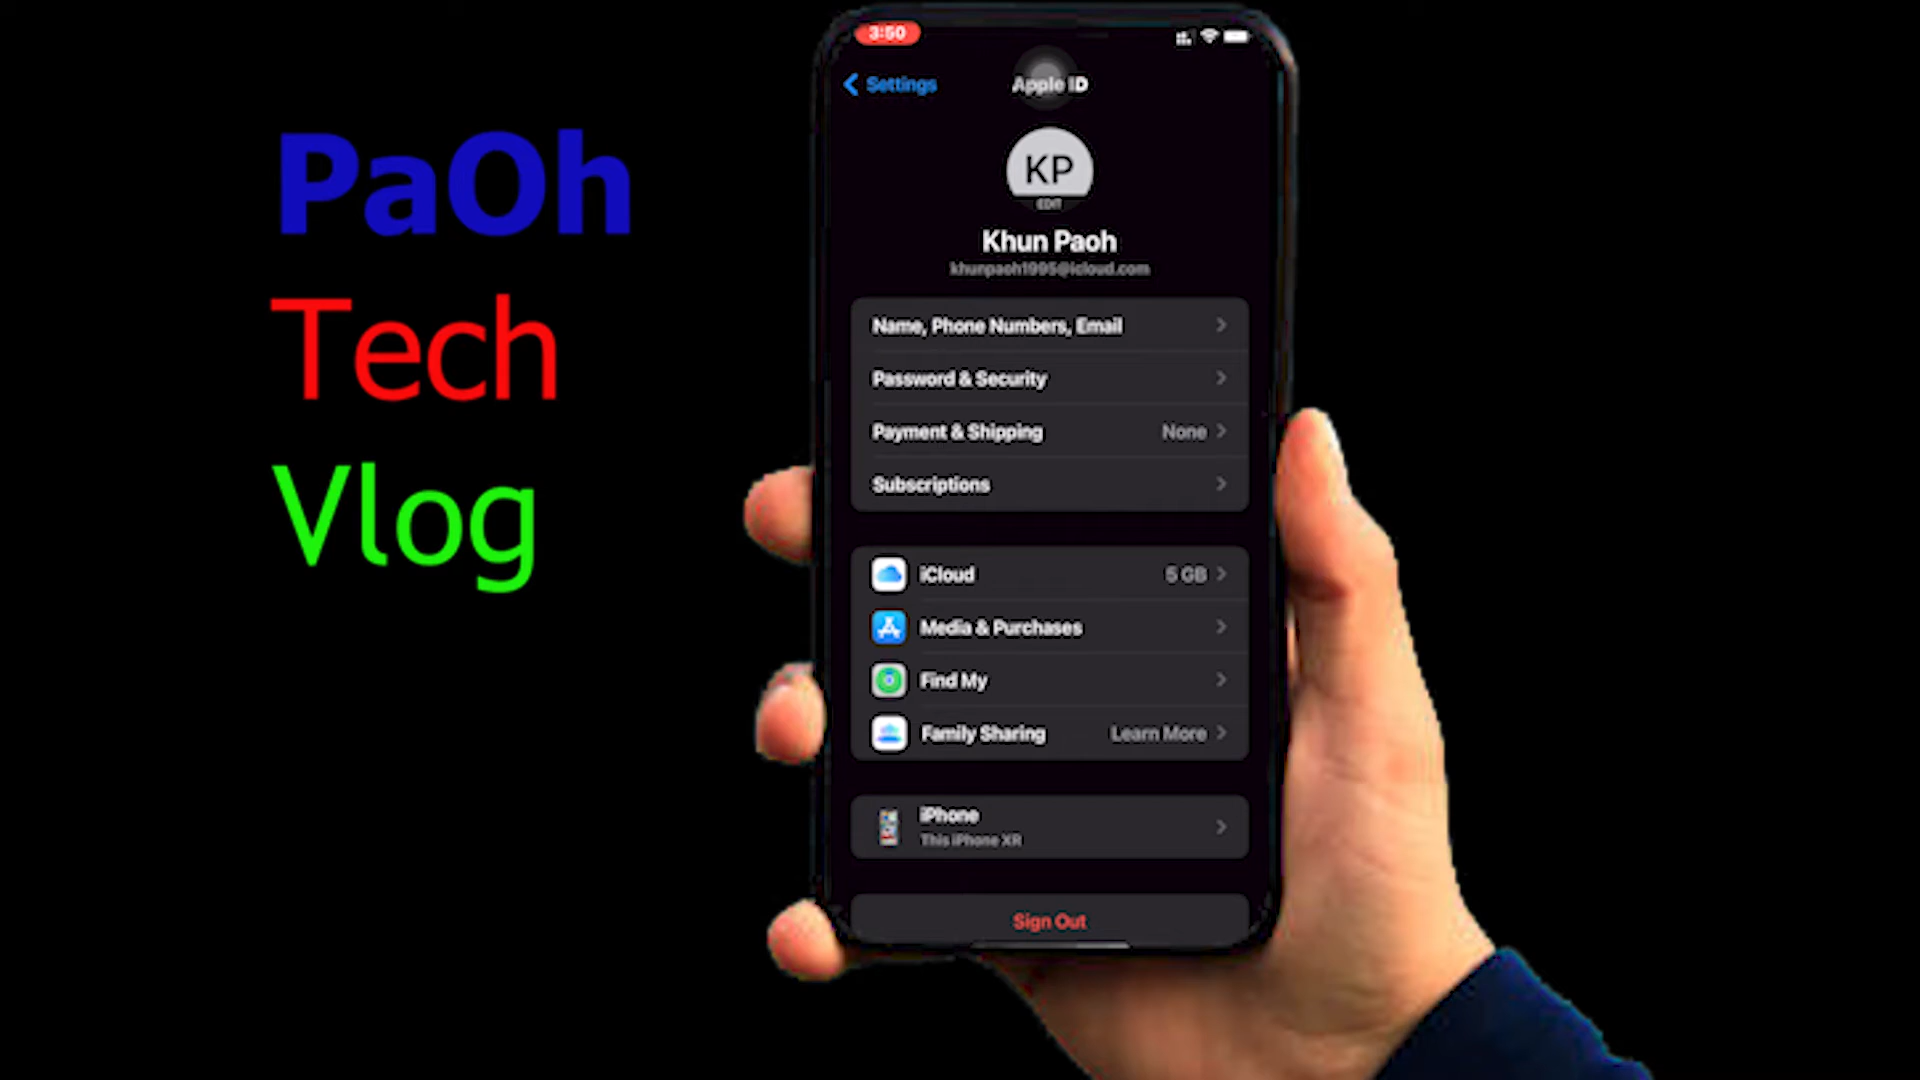 PaOh
Tech
Vlog
3:50
Settings
Apple ID
KP
EDIT
Khun Paoh
khunpaoh1995@icloud.com
Name, Phone Numbers, Email
Password & Security
Payment & Shipping None
Subscriptions
iCloud 5 GB
Media & Purchases
Find My
Family Sharing Learn More
iPhone
This iPhone XR
Sign Out